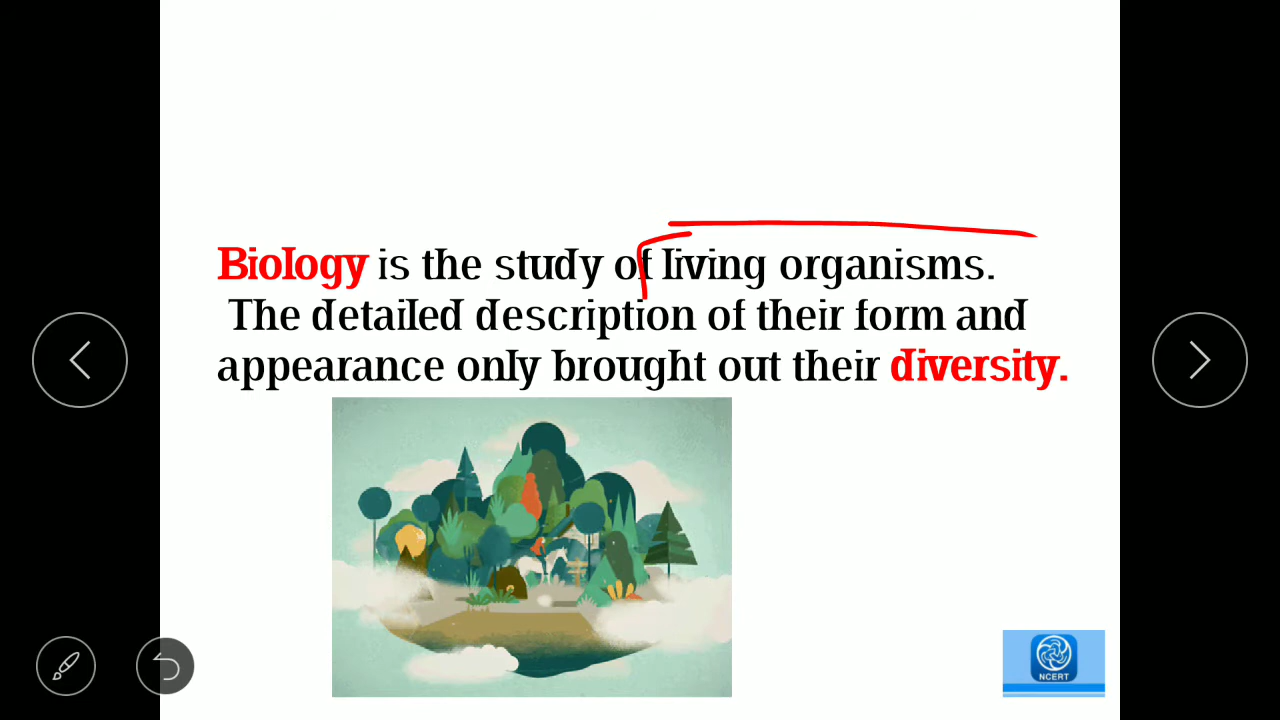 Biology is the study of living organisms.
The detailed description of their form and
appearance only brought out their diversity.
NCERT